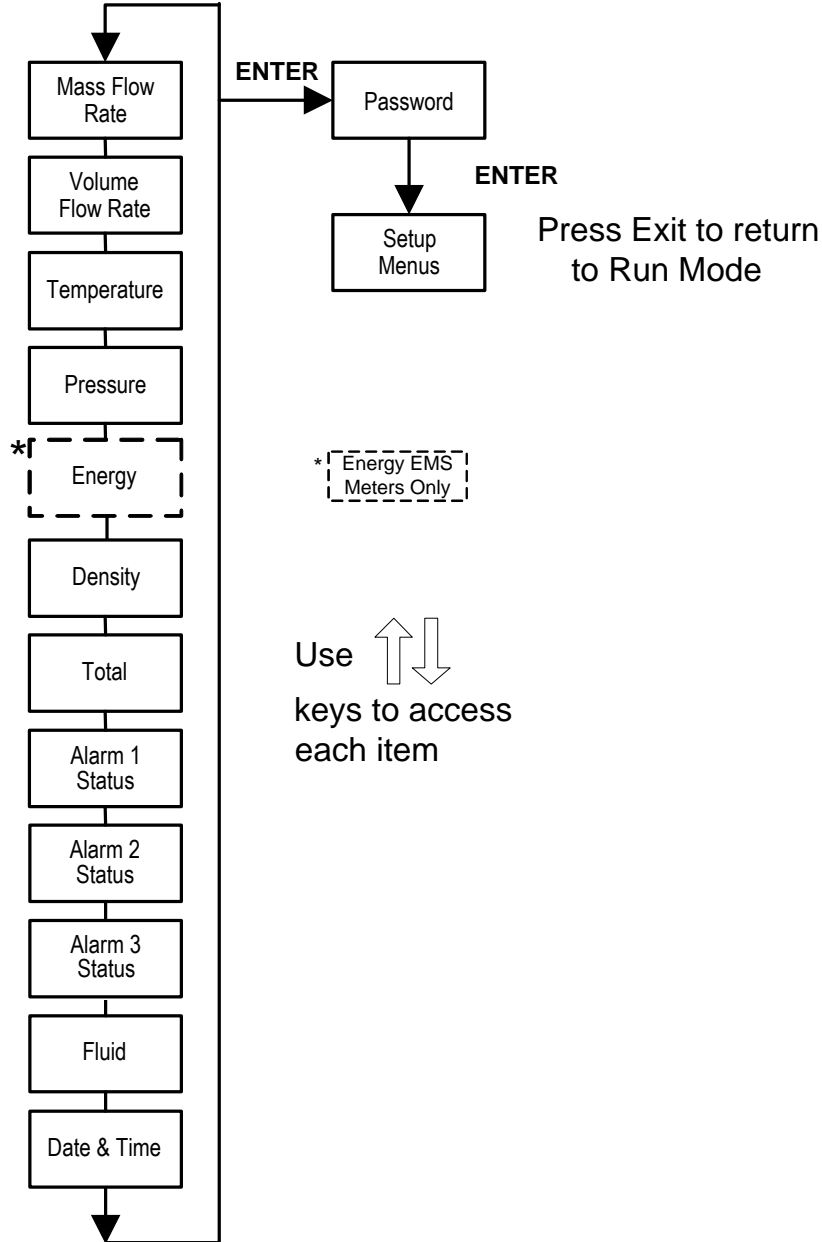 Mass Flow
Rate
Volume
Flow Rate
Temperature
Pressure
*
Energy
Density
Total
Alarm 1
Status
Alarm 2
Status
Alarm 3
Status
Fluid
Date & Time
ENTER
Password
ENTER
Setup
Menus
Press Exit to return
to Run Mode
* Energy EMS
Meters Only
Use
keys to access
each item